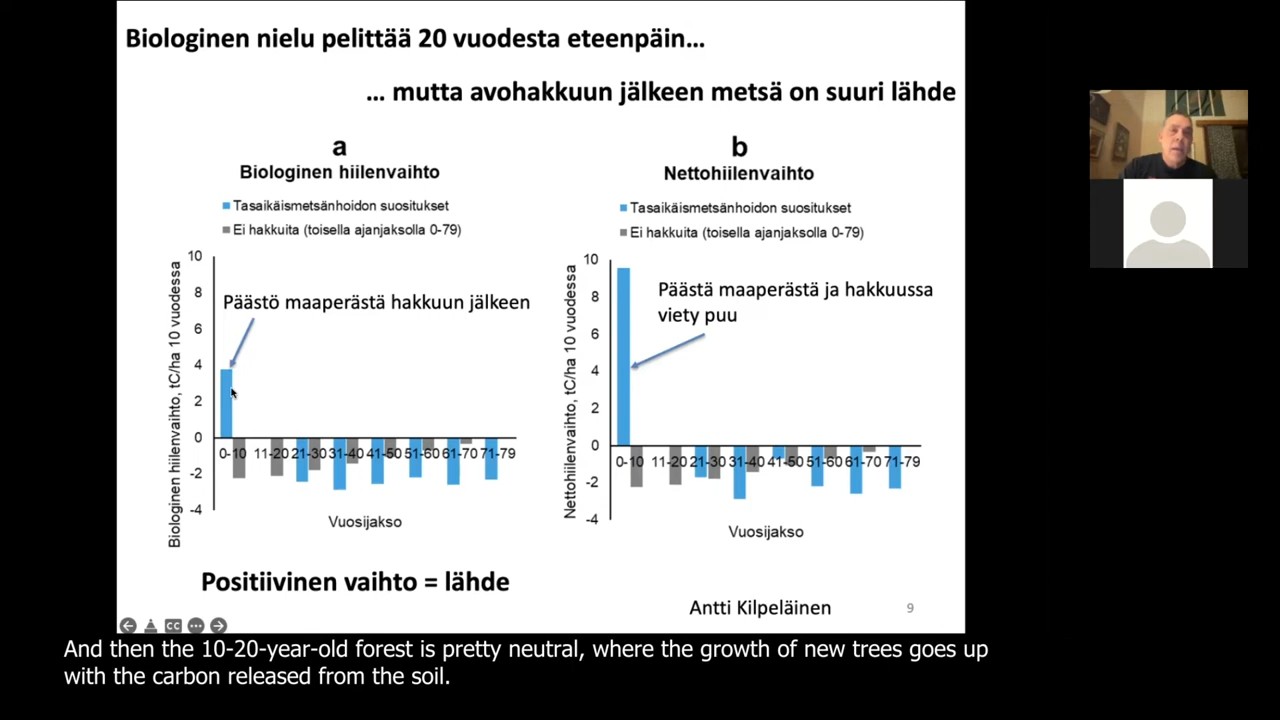 Biologinen nielu pelittää 20 vuodesta eteenpäin…
… mutta avohakkuun jälkeen metsä on suuri lähde
a
Biologinen hiilenvaihto
Tasaikäismetsänhoidon suositukset
Ei hakkuita (toisella ajanjaksolla 0-79)
Biologinen hiilenvaihto, tC/ha 10 vuodessa
10
8
6
4
2
0
-2
-4
Päästö maaperästä hakkuun jälkeen
0-10 11-20 21-30 31-40 41-50 51-60 61-70 71-79
Vuosijakso
b
Nettohiilenvaihto
Tasaikäismetsänhoidon suositukset
Ei hakkuita (toisella ajanjaksolla 0-79)
Nettohiilenvaihto, tC/ha 10 vuodessa
10
8
6
4
2
0
-2
-4
Päästä maaperästä ja hakkuussa
viety puu
0-10 11-20 21-30 31-40 41-50 51-60 61-70 71-79
Vuosijakso
Positiivinen vaihto = lähde
Antti Kilpeläinen
9
CC
And then the 10-20-year-old forest is pretty neutral, where the growth of new trees goes up
with the carbon released from the soil.